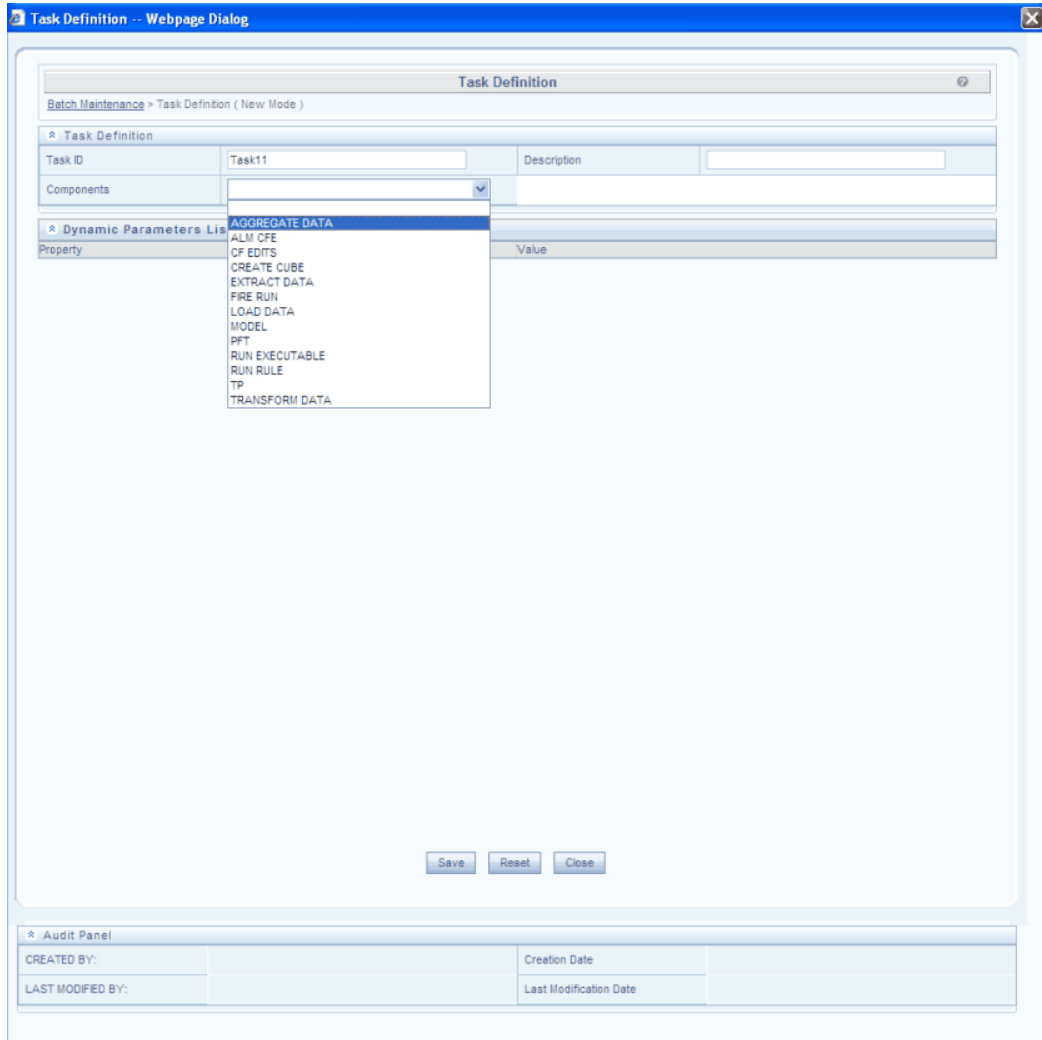 Task Definition -- Webpage Dialog
Task Definition
Batch Maintenance > Task Definition ( New Mode )
Task Definition
Task ID Task11 Description
Components
Dynamic Parameters Lis
Property Value
AGGREGATE DATA
ALM CFE
CF EDITS
CREATE CUBE
EXTRACT DATA
FIRE RUN
LOAD DATA
MODEL
PFT
RUN EXECUTABLE
RUN RULE
TP
TRANSFORM DATA
Save Reset Close
Audit Panel
CREATED BY: Creation Date
LAST MODIFIED BY: Last Modification Date